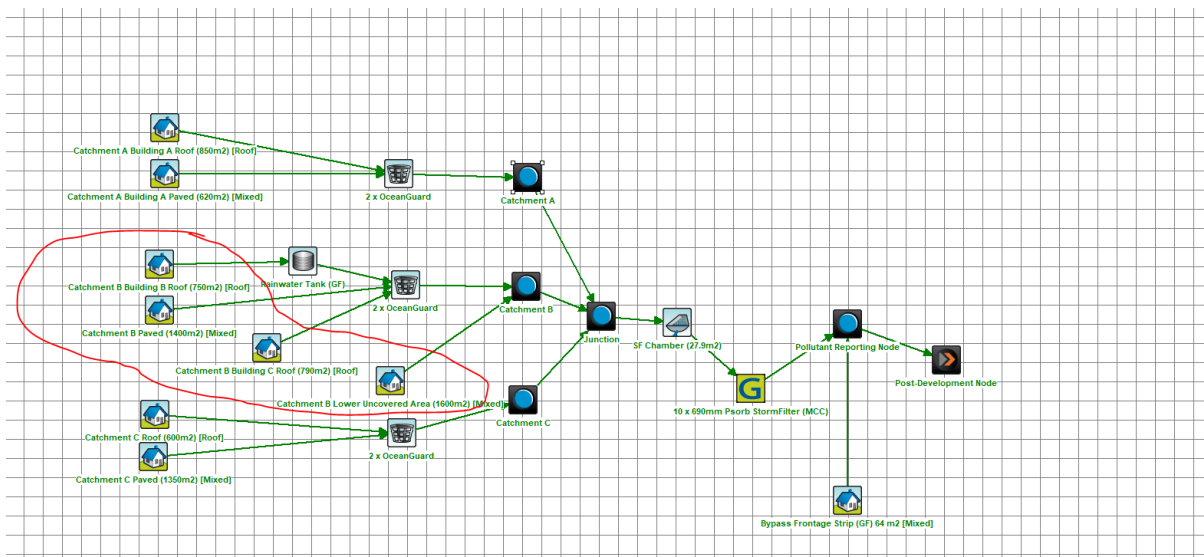 Catchment A Building A Roof (850m2) [Roof]
Catchment A Building A Paved (620m2) [Mixed]
2 x OceanGuard
Catchment A
Catchment B Building B Roof (750m2) [Roof]
Rainwater Tank (GF)
2 x OceanGuard
Catchment B
Catchment B Paved (1400m2) [Mixed]
Junction
SF Chamber (27.9m2)
Pollutant Reporting Node
Catchment B Building C Roof (790m2) [Roof]
Post-Development Node
Catchment B Lower Uncovered Area (1600m2) [Mixed]
G
10 x 690mm Psorb StormFilter (MCC)
Catchment C
Catchment C Roof (600m2) [Roof]
2 x OceanGuard
Catchment C Paved (1350m2) [Mixed]
Bypass Frontage Strip (GF) 64 m2 [Mixed]